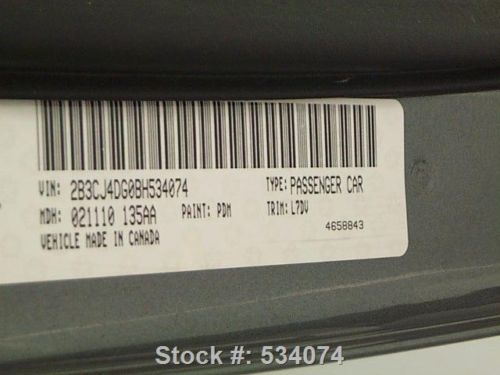 VIN: 2B3CJ4DG0BH534074 TYPE: PASSENGER CAR
MDH: 021110 135AA PAINT: PDM TRIM: L7DV
VEHICLE MADE IN CANADA 4658843
Stock #: 534074